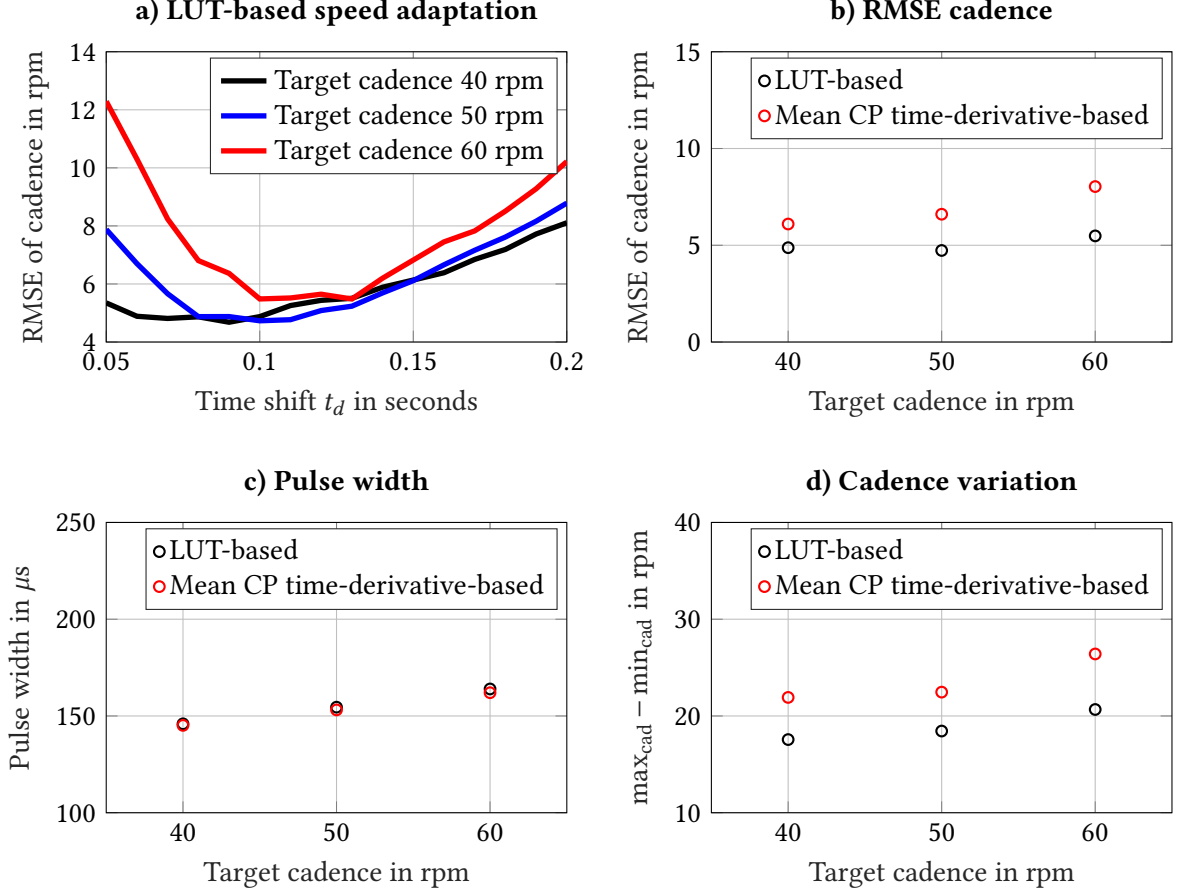 a) LUT-based speed adaptation
RMSE of cadence in rpm
14
12
10
8
6
4
Target cadence 40 rpm
Target cadence 50 rpm
Target cadence 60 rpm
0.05 0.1 0.15 0.2
Time shift t_d in seconds
b) RMSE cadence
RMSE of cadence in rpm
15
10
5
0
LUT-based
Mean CP time-derivative-based
40 50 60
Target cadence in rpm
c) Pulse width
Pulse width in μs
250
200
150
100
LUT-based
Mean CP time-derivative-based
40 50 60
Target cadence in rpm
d) Cadence variation
max_cad − min_cad in rpm
40
30
20
10
LUT-based
Mean CP time-derivative-based
40 50 60
Target cadence in rpm